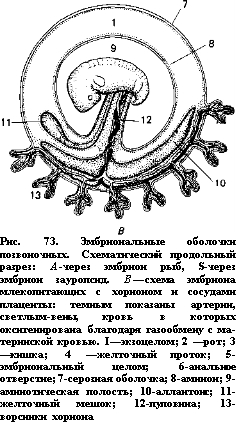 7
1
8
9
11
12
10
13
В
Рис. 73. Эмбриональные оболочки
позвоночных. Схематический продольный
разрез: А-через эмбрион рыб, S-через
эмбрион зауропсид. В—схема эмбриона
млекопитающих с хорионом и сосудами
плаценты: темным показаны артерии,
светлым-вены, кровь в которых
оксигенирована благодаря газообмену с ма-
теринской кровью. I—экзоцелом; 2 —рот; 3
—кишка; 4 —желточный проток; 5-
эмбриональный целом; 6-анальное
отверстие; 7-серозная оболочка; 8-амнион; 9-
амниотическая полость; 10-аллантоис; 11-
желточный мешок; 12-пуповина; 13-
ворсинки хориона